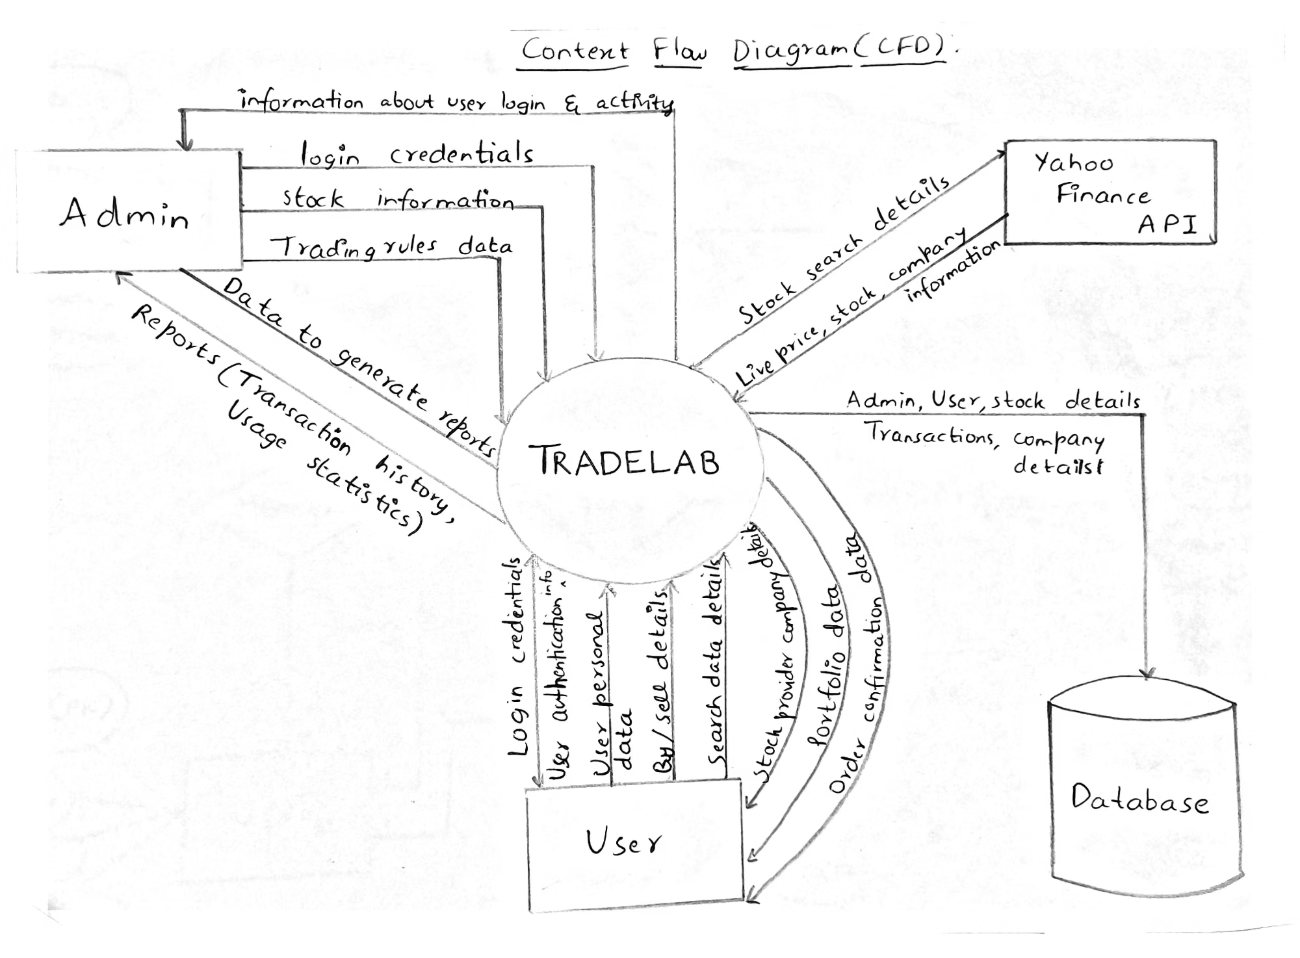 Context Flow Diagram (CFD).
information about user login & activity
login credentials
stock information
Trading rules data
Admin
Data to generate reports
Reports (Transaction history,
Usage statistics)
Yahoo
Finance
API
Stock search details
Live price, stock, company
information
TRADELAB
Admin, User, stock details
Transactions, company
details
Login credentials
User authentication info
User personal
data
/ sell details
Search data details
Stock provider company details
Portfolio data
Order confirmation data
User
Database